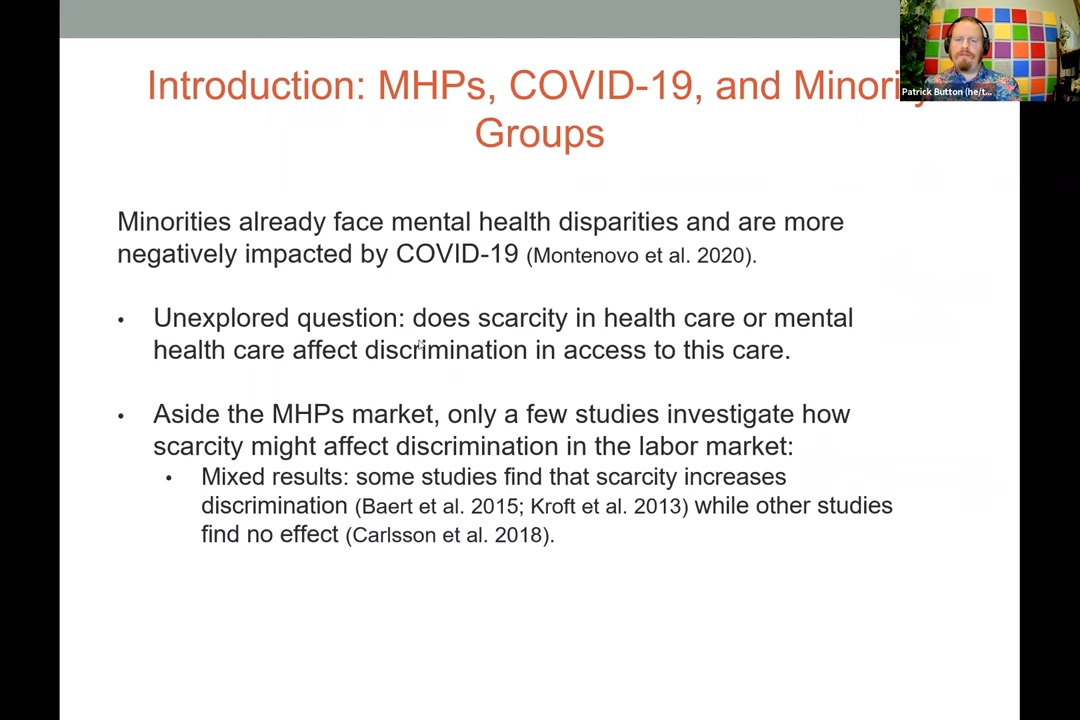 Introduction: MHPs, COVID-19, and Minority
Groups
Patrick Button (he/t...
Minorities already face mental health disparities and are more
negatively impacted by COVID-19 (Montenovo et al. 2020).
• Unexplored question: does scarcity in health care or mental
health care affect discrimination in access to this care.
• Aside the MHPs market, only a few studies investigate how
scarcity might affect discrimination in the labor market:
• Mixed results: some studies find that scarcity increases
discrimination (Baert et al. 2015; Kroft et al. 2013) while other studies
find no effect (Carlsson et al. 2018).